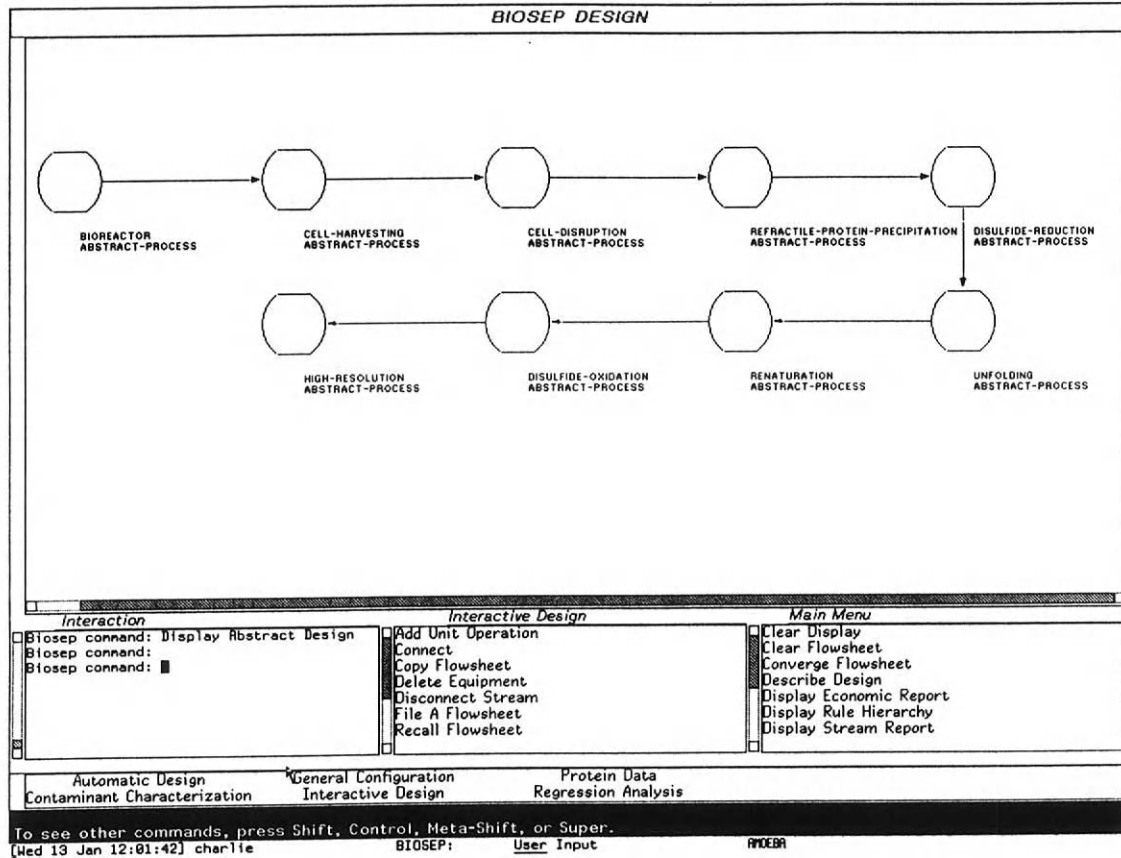 BIOSEP DESIGN
BIOREACTOR
ABSTRACT-PROCESS
CELL-HARVESTING
ABSTRACT-PROCESS
CELL-DISRUPTION
ABSTRACT-PROCESS
REFRACTILE-PROTEIN-PRECIPITATION
ABSTRACT-PROCESS
DISULFIDE-REDUCTION
ABSTRACT-PROCESS
HIGH-RESOLUTION
ABSTRACT-PROCESS
DISULFIDE-OXIDATION
ABSTRACT-PROCESS
RENATURATION
ABSTRACT-PROCESS
UNFOLDING
ABSTRACT-PROCESS
Interaction
Biosep command: Display Abstract Design
Biosep command:
Biosep command:
Interactive Design
Add Unit Operation
Connect
Copy Flowsheet
Delete Equipment
Disconnect Stream
File A Flowsheet
Recall Flowsheet
Main Menu
Clear Display
Clear Flowsheet
Converge Flowsheet
Describe Design
Display Economic Report
Display Rule Hierarchy
Display Stream Report
Automatic Design General Configuration Protein Data
Contaminant Characterization Interactive Design Regression Analysis
To see other commands, press Shift, Control, Meta-Shift, or Super.
[Wed 13 Jan 12:01:42] charlie BIOSEP: User Input AMOEBA